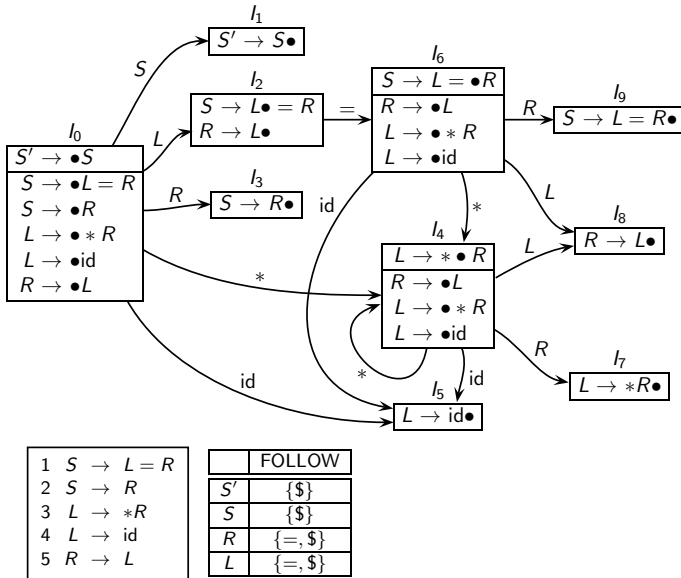 I₁
S′ → S●
S
I₆
S → L = ●R
R → ●L
L → ● ∗ R
L → ●id
I₂
S → L● = R
R → L●
=
R
I₉
S → L = R●
I₀
S′ → ●S
S → ●L = R
S → ●R
L → ● ∗ R
L → ●id
R → ●L
L
R
I₃
S → R●
id
∗
L
I₈
R → L●
I₄
L → ∗ ● R
R → ●L
L → ● ∗ R
L → ●id
∗
L
R
I₇
L → ∗R●
∗
id
id
I₅
L → id●
1 S → L = R
2 S → R
3 L → ∗R
4 L → id
5 R → L
FOLLOW
S′ {$}
S {$}
R {=, $}
L {=, $}